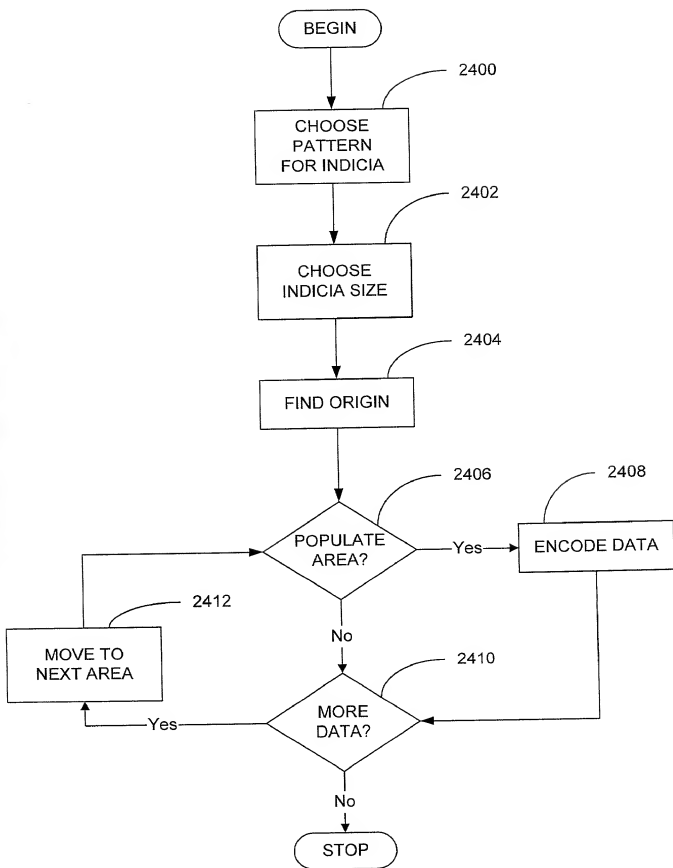 BEGIN
2400
CHOOSE
PATTERN
FOR INDICIA
2402
CHOOSE
INDICIA SIZE
2404
FIND ORIGIN
2406
POPULATE
AREA?
Yes
2408
ENCODE DATA
No
2412
MOVE TO
NEXT AREA
2410
MORE
DATA?
Yes
No
STOP